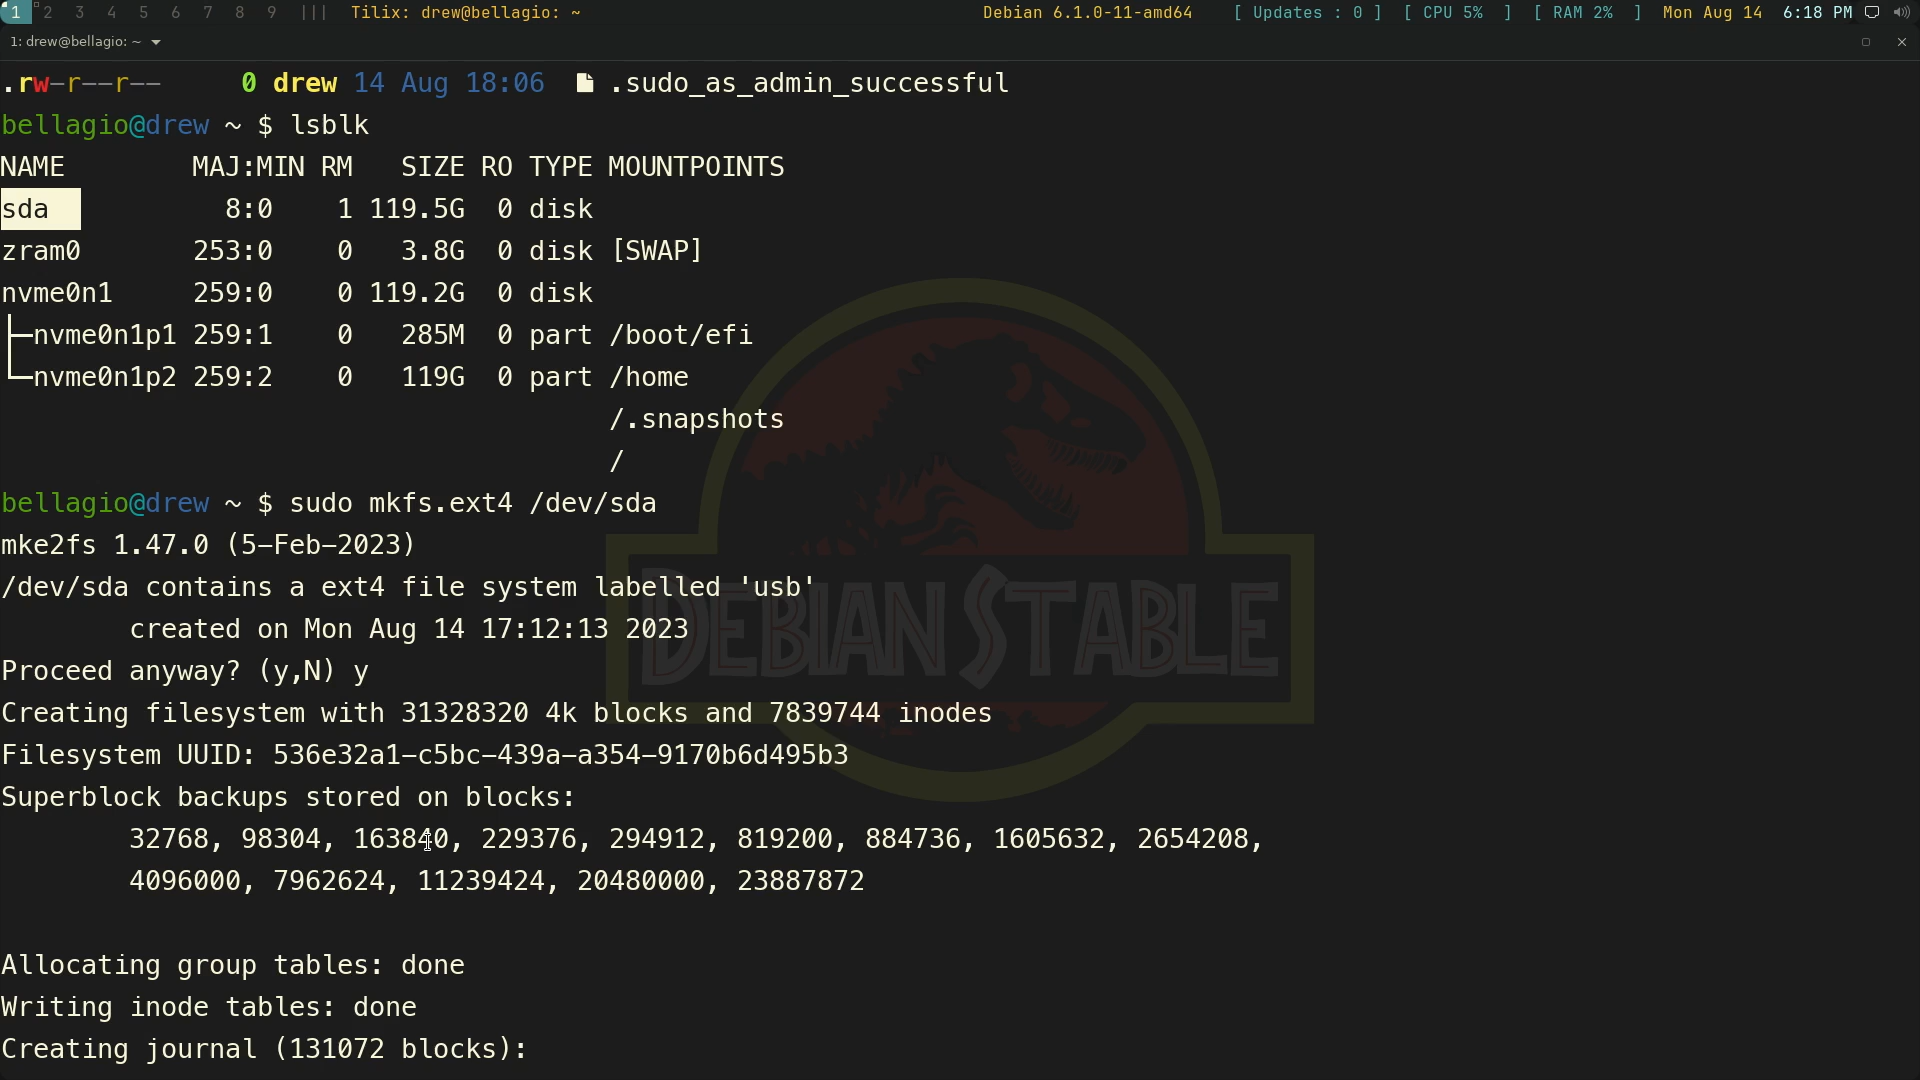 1 2 3 4 5 6 7 8 9 ||| Tilix: drew@bellagio: ~ Debian 6.1.0-11-amd64 [ Updates : 0 ] [ CPU 5% ] [ RAM 2% ] Mon Aug 14 6:18 PM
1: drew@bellagio: ~
.rw-r--r-- 0 drew 14 Aug 18:06 .sudo_as_admin_successful
bellagio@drew ~ $ lsblk
NAME MAJ:MIN RM SIZE RO TYPE MOUNTPOINTS
sda 8:0 1 119.5G 0 disk
zram0 253:0 0 3.8G 0 disk [SWAP]
nvme0n1 259:0 0 119.2G 0 disk
├─nvme0n1p1 259:1 0 285M 0 part /boot/efi
└─nvme0n1p2 259:2 0 119G 0 part /home
/.snapshots
/
bellagio@drew ~ $ sudo mkfs.ext4 /dev/sda
mke2fs 1.47.0 (5-Feb-2023)
/dev/sda contains a ext4 file system labelled 'usb'
created on Mon Aug 14 17:12:13 2023
Proceed anyway? (y,N) y
Creating filesystem with 31328320 4k blocks and 7839744 inodes
Filesystem UUID: 536e32a1-c5bc-439a-a354-9170b6d495b3
Superblock backups stored on blocks:
32768, 98304, 163840, 229376, 294912, 819200, 884736, 1605632, 2654208,
4096000, 7962624, 11239424, 20480000, 23887872
Allocating group tables: done
Writing inode tables: done
Creating journal (131072 blocks):
DEBIAN STABLE